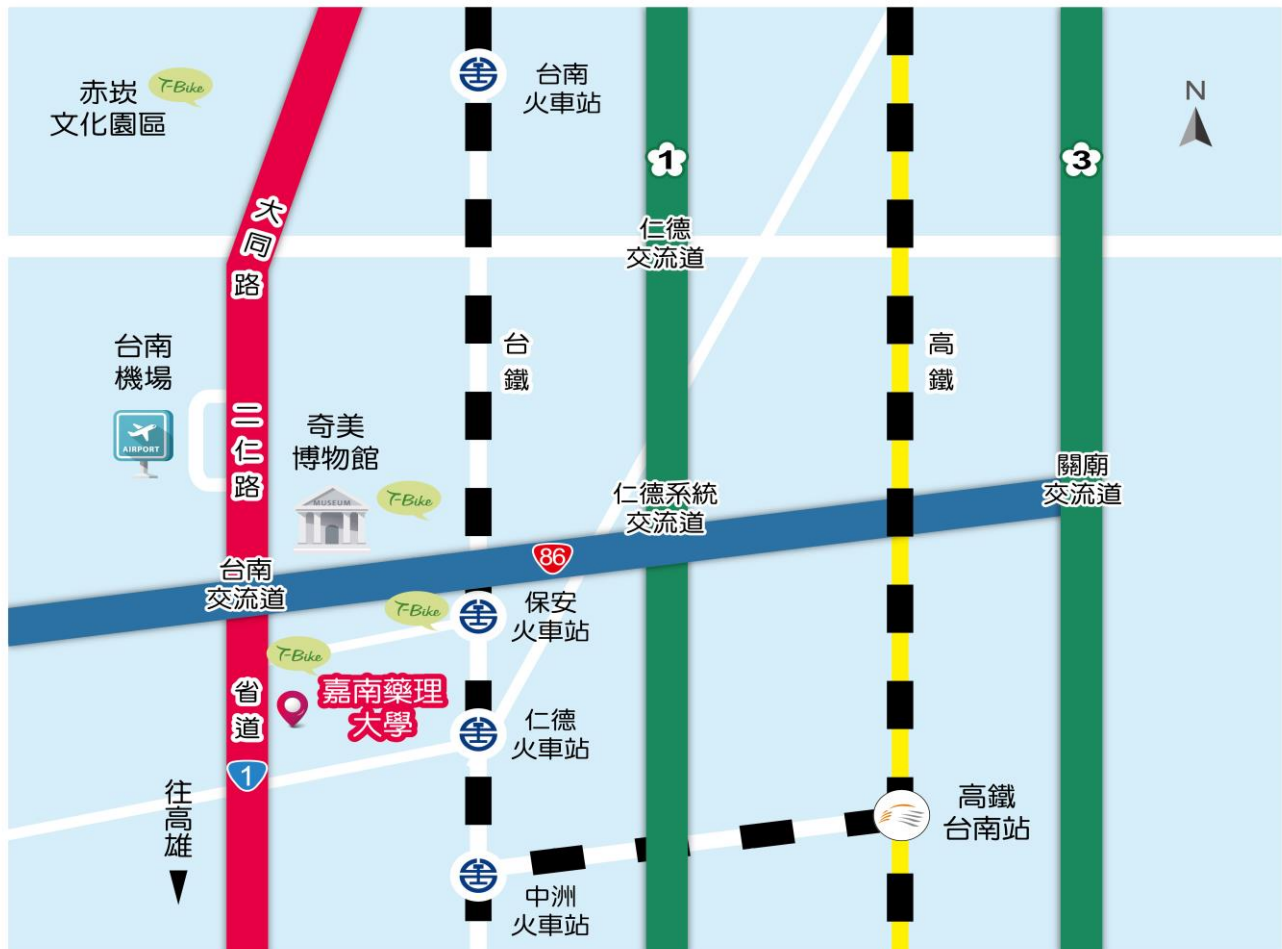 赤崁
文化園區
T-Bike
台南
火車站
N
1
3
大同路
仁德
交流道
台鐵
高鐵
台南
機場
AIRPORT
二仁路
奇美
博物館
MUSEUM
T-Bike
仁德系統
交流道
關廟
交流道
86
台南
交流道
T-Bike
保安
火車站
T-Bike
嘉南藥理
大學
省道
1
仁德
火車站
往高雄
高鐵
台南站
中洲
火車站